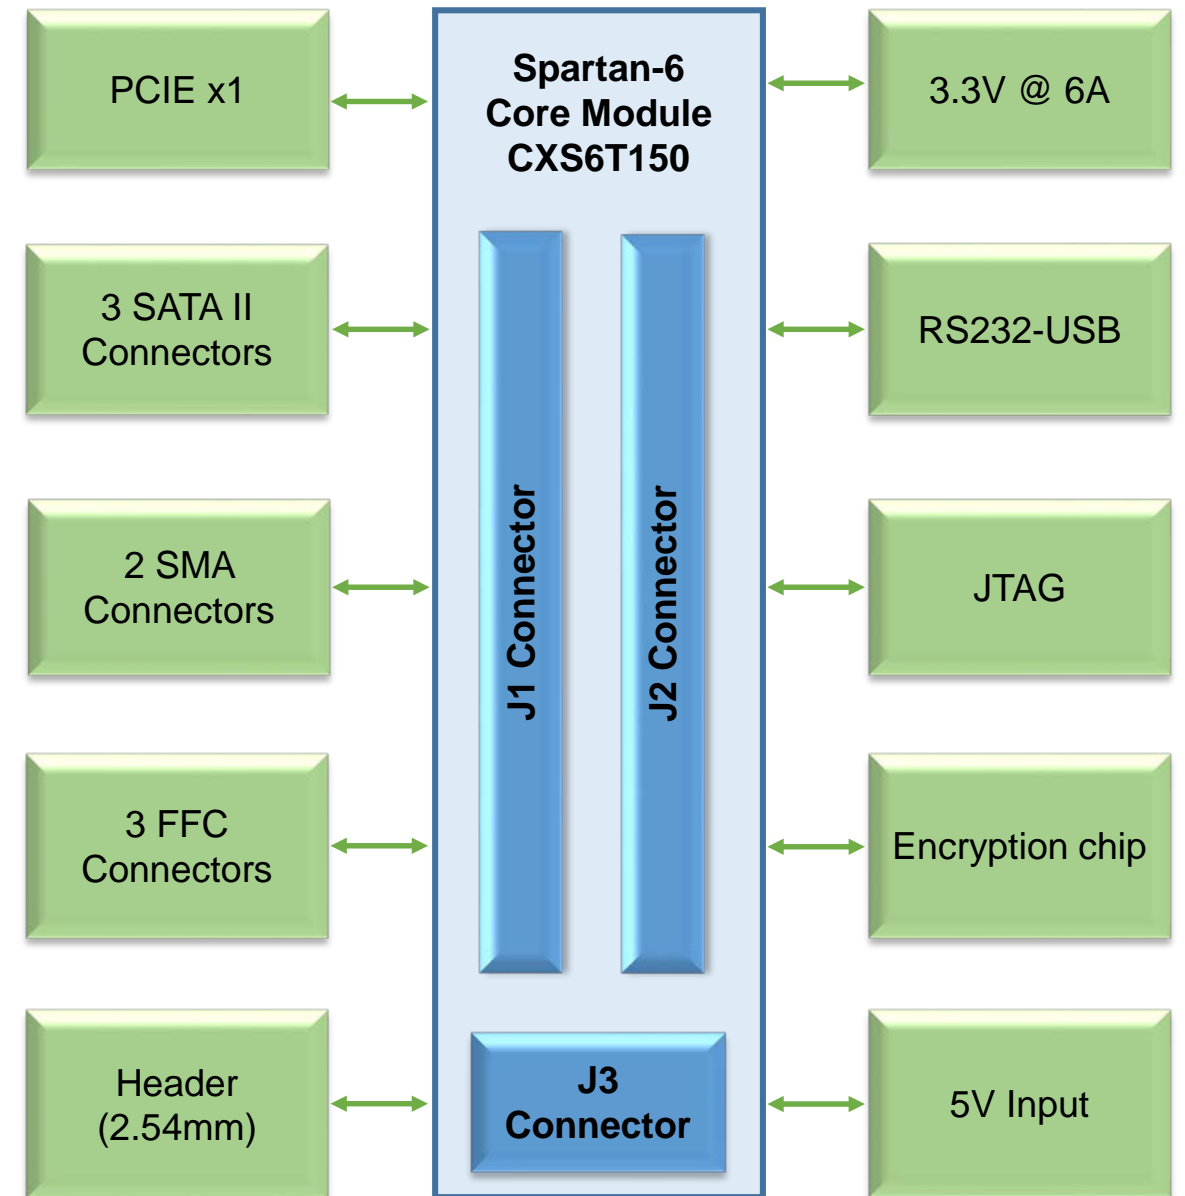 PCIE x1
3 SATA II
Connectors
2 SMA
Connectors
3 FFC
Connectors
Header
(2.54mm)
Spartan-6
Core Module
CXS6T150
J1 Connector
J2 Connector
J3
Connector
3.3V @ 6A
RS232-USB
JTAG
Encryption chip
5V Input